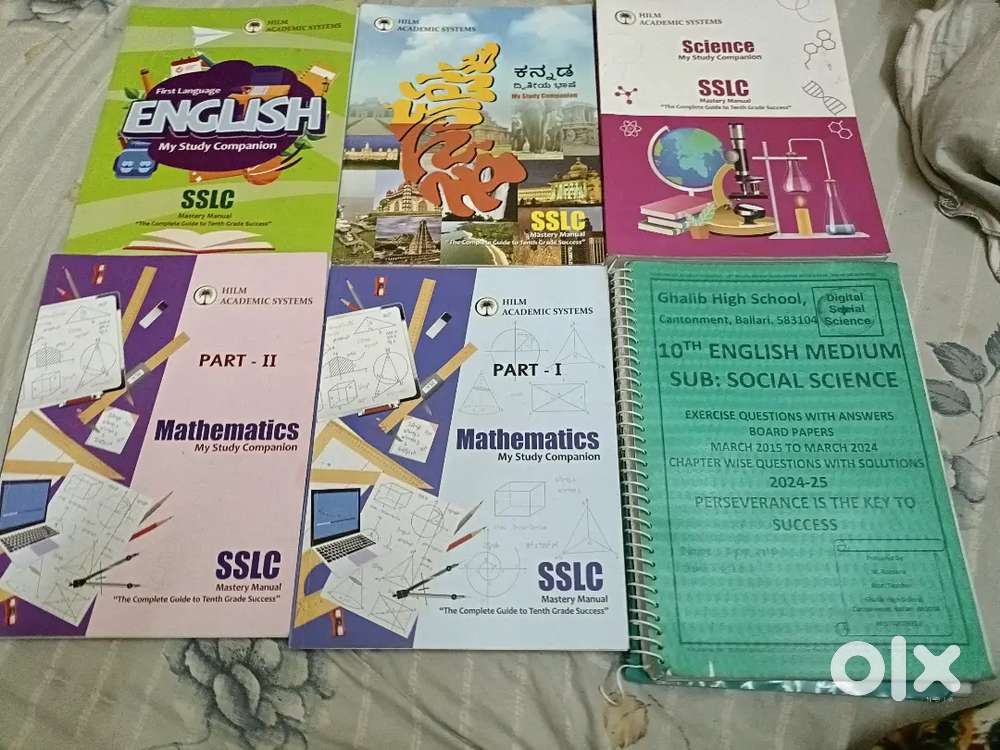 HILM
ACADEMIC SYSTEMS
First Language
ENGLISH
My Study Companion
SSLC
Mastery Manual
"The Complete Guide to Tenth Grade Success"
HILM
ACADEMIC SYSTEMS
ಕನ್ನಡ
ದ್ವಿತೀಯ ಭಾಷೆ
My Study Companion
SSLC
Mastery Manual
"The Complete Guide to Tenth Grade Success"
HILM
ACADEMIC SYSTEMS
Science
My Study Companion
SSLC
Mastery Manual
"The Complete Guide to Tenth Grade Success"
HILM
ACADEMIC SYSTEMS
PART - II
Mathematics
My Study Companion
SSLC
Mastery Manual
"The Complete Guide to Tenth Grade Success"
HILM
ACADEMIC SYSTEMS
PART - I
Mathematics
My Study Companion
SSLC
Mastery Manual
"The Complete Guide to Tenth Grade Success"
Ghalib High School,
Cantonment, Ballari. 583104
Digital
Social
Science
10TH ENGLISH MEDIUM
SUB: SOCIAL SCIENCE
EXERCISE QUESTIONS WITH ANSWERS
BOARD PAPERS
MARCH 2015 TO MARCH 2024
CHAPTER WISE QUESTIONS WITH SOLUTIONS
2024-25
PERSEVERANCE IS THE KEY TO
SUCCESS
Prepared by
olx